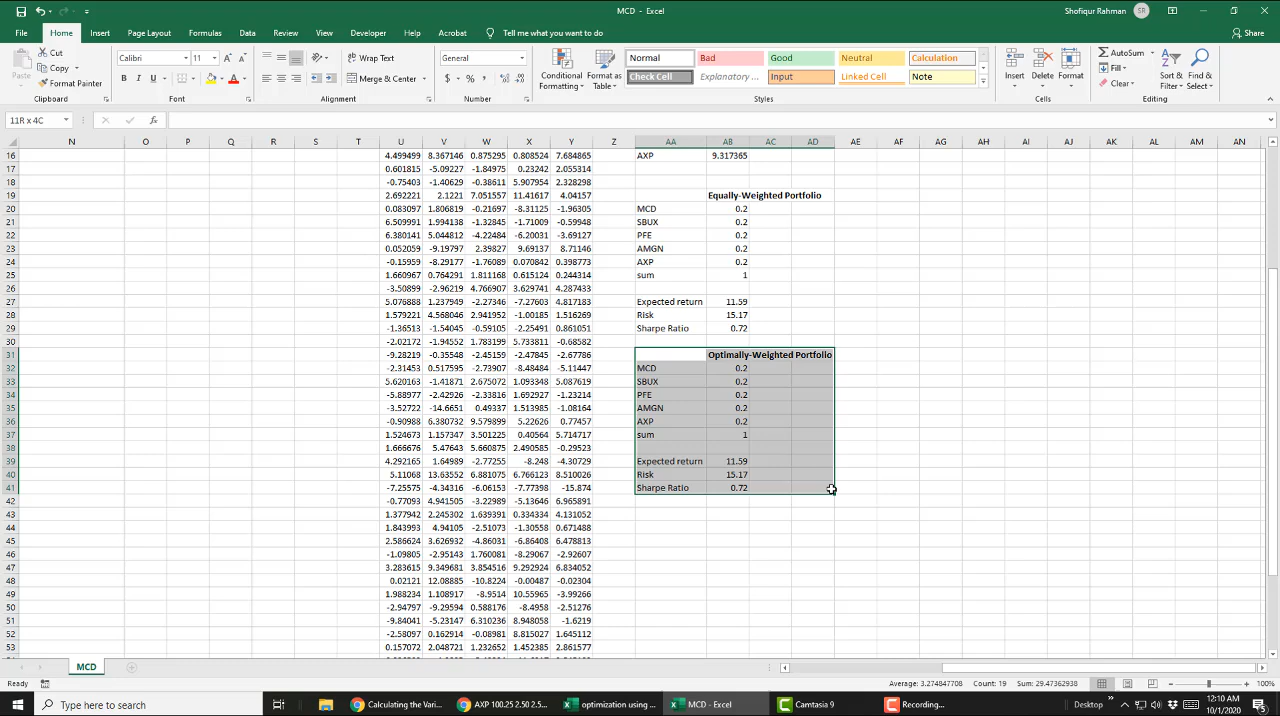 MCD - Excel
Shofiqur Rahman SR
File Home Insert Page Layout Formulas Data Review View Developer Help Acrobat Tell me what you want to do Share
Paste Cut Copy Format Painter Clipboard
Calibri 11 B I U Font
Wrap Text Merge & Center Alignment
General $ % , Number
Conditional Formatting Format as Table Normal Bad Good Neutral Calculation
Check Cell Explanatory ... Input Linked Cell Note Styles
Insert Delete Format Cells
AutoSum Fill Clear Sort & Filter Find & Select Editing
11R x 4C fx
N O P Q R S T U V W X Y Z AA AB AC AD AE AF AG AH AI AJ AK AL AM AN
16 4.499499 8.367146 0.875295 0.808524 7.684865 AXP 9.317365
17 0.601815 -5.09227 -1.84975 0.23242 2.055314
18 -0.75403 -1.40629 -0.38611 5.907954 2.328298
19 2.692221 2.1221 7.051557 11.41617 4.04157 Equally-Weighted Portfolio
20 0.083097 1.806819 -0.21697 -8.31125 -1.96305 MCD 0.2
21 6.509991 1.994138 -1.32845 -1.71009 -0.59948 SBUX 0.2
22 6.380141 5.044812 -4.22484 -6.20031 -3.69127 PFE 0.2
23 0.052059 -9.19797 2.39827 9.69137 8.71146 AMGN 0.2
24 -0.15959 -8.29177 -1.76089 0.070842 0.398773 AXP 0.2
25 1.660967 0.764291 1.811168 0.615124 0.244314 sum 1
26 -3.50899 -2.96219 4.766907 3.629741 4.287433
27 5.076888 1.237949 -2.27346 -7.27603 4.817183 Expected return 11.59
28 1.579221 4.568046 2.941952 -1.00185 1.516269 Risk 15.17
29 -1.36513 -1.54045 -0.59105 -2.25491 0.861051 Sharpe Ratio 0.72
30 -2.02172 -1.94552 1.783199 5.733811 -0.68582
31 -9.28219 -0.35548 -2.45159 -2.47845 -2.67786 Optimally-Weighted Portfolio
32 -2.31453 0.517595 -2.73907 -8.48484 -5.11447 MCD 0.2
33 5.620163 -1.41871 2.675072 1.093348 5.087619 SBUX 0.2
34 -5.88977 -2.42926 -2.33816 1.692927 -1.23214 PFE 0.2
35 -3.52722 -14.6651 0.49337 1.513985 -1.08164 AMGN 0.2
36 -0.90988 6.380732 9.579899 5.22626 0.77457 AXP 0.2
37 1.524673 1.157347 3.501225 0.40564 5.714717 sum 1
38 1.666676 5.47643 5.660875 2.490585 -0.29523
39 4.292165 1.64989 -2.77255 -8.248 -4.30729 Expected return 11.59
40 5.11068 13.63552 6.881075 6.766123 8.510026 Risk 15.17
41 -7.25575 -4.34316 -6.06153 -7.77398 -15.874 Sharpe Ratio 0.72
42 -0.77093 4.941505 -3.22989 -5.13646 6.965891
43 1.377942 2.245302 1.639391 0.334334 4.315006
44 1.843993 4.94105 -2.51073 -1.30558 0.671488
45 2.586624 3.626932 -4.86031 -6.86408 6.478813
46 -1.09805 -2.95143 1.760081 -8.29067 -2.92607
47 3.283615 9.349681 3.854516 9.292924 6.834052
48 0.02121 12.08885 -10.8224 -0.00487 -0.02304
49 1.988234 1.108917 -8.9514 10.55965 -3.99266
50 -2.94797 -9.29594 0.588176 -8.4958 -2.51276
51 -9.84041 -5.23147 6.310236 8.948058 -1.6219
52 -2.58097 0.162914 -0.08981 8.815027 1.645112
53 0.157072 2.048721 1.232652 1.452385 2.861577
MCD
Ready Average: 3.274847708 Count: 19 Sum: 29.47362938 100%
Type here to search Calculating the Vari... AXP 100.25 2.50 2.5... optimization using ... MCD - Excel Camtasia 9 Recording... Desktop 12:10 AM
10/1/2020